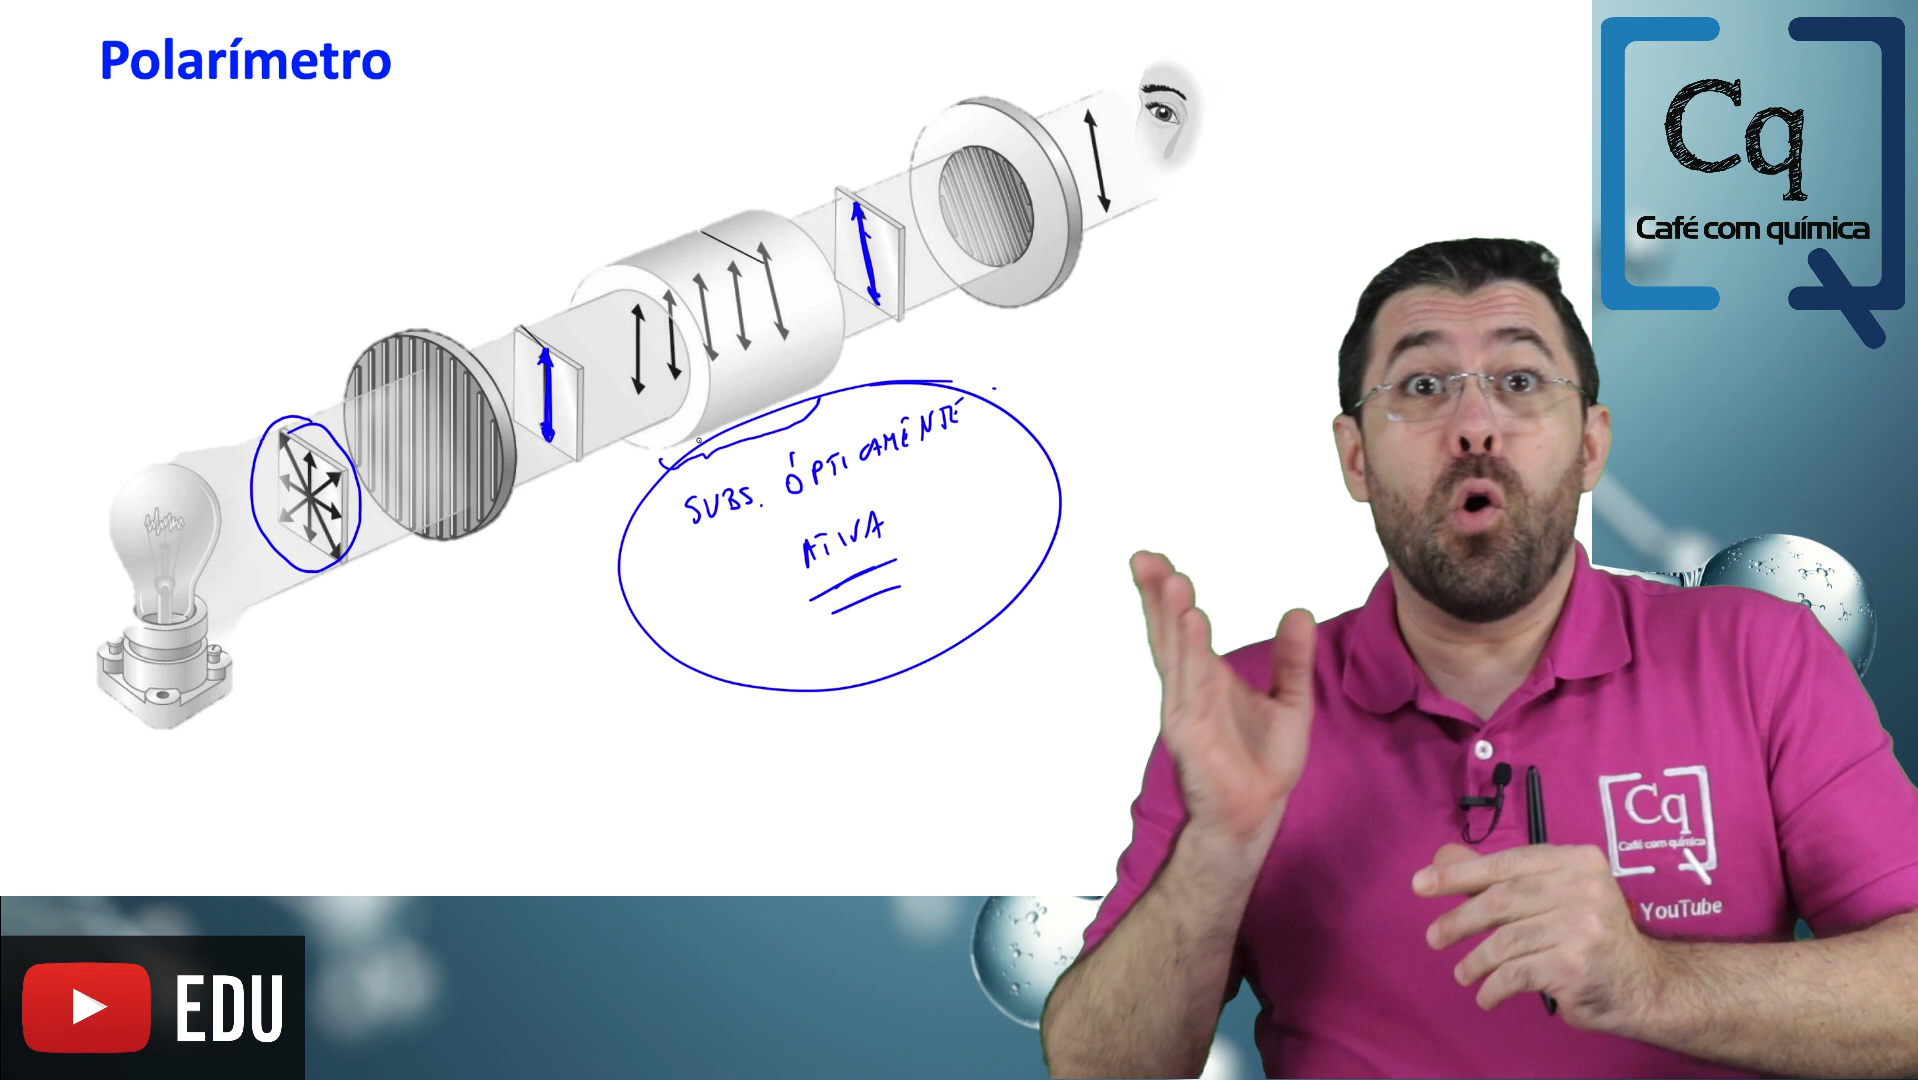 Polarímetro
Cq
Café com química
SUBS. ÓPTICAMENTE
ATIVA
Cq
Café com química
YouTube
EDU